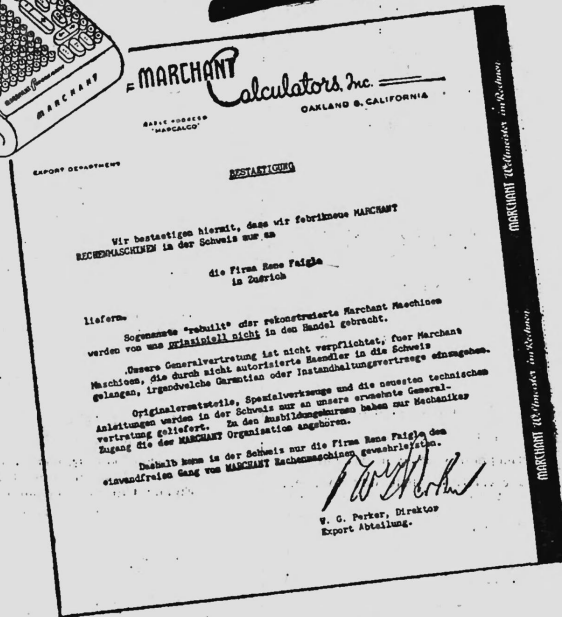 MARCHANT
MARCHANT Calculators, Inc.
OAKLAND 8, CALIFORNIA
CABLE ADDRESS
"MARCALCO"
EXPORT DEPARTMENT
BESTAETIGUNG
Wir bestaetigen hiermit, dass wir febrikneue MARCHANT
RECHENMASCHINEN in der Schweiz nur an
die Firma Rene Faigle
in Zuerich
liefern.
Sogenannte "rebuilt" oder rekonstruierte Marchant Maschinen
werden von uns prinzipiell nicht in den Handel gebracht.
Unsere Generalvertretung ist nicht verpflichtet, fuer Marchant
Maschinen, die durch nicht autorisierte Haendler in die Schweiz
gelangen, irgendwelche Garantien oder Instandhaltungsvertraege einzugehen.
Originalersatzteile, Spezialwerkzeuge und die neuesten technischen
Anleitungen werden in der Schweiz nur an unsere erwaehnte General-
vertratung geliefert. Zu den Ausbildungskursen haben nur Mechaniker
Zugang die der MARCHANT Organisation angehören.
Deshalb kann in der Schweiz nur die Firma Rene Faigle den
einwandfreien Gang von MARCHANT Rechenmaschinen gewaehrleisten.
W. G. Perker, Direktor
Export Abteilung.
MARCHANT Weltmeister im Rechnen
MARCHANT Weltmeister im Rechnen